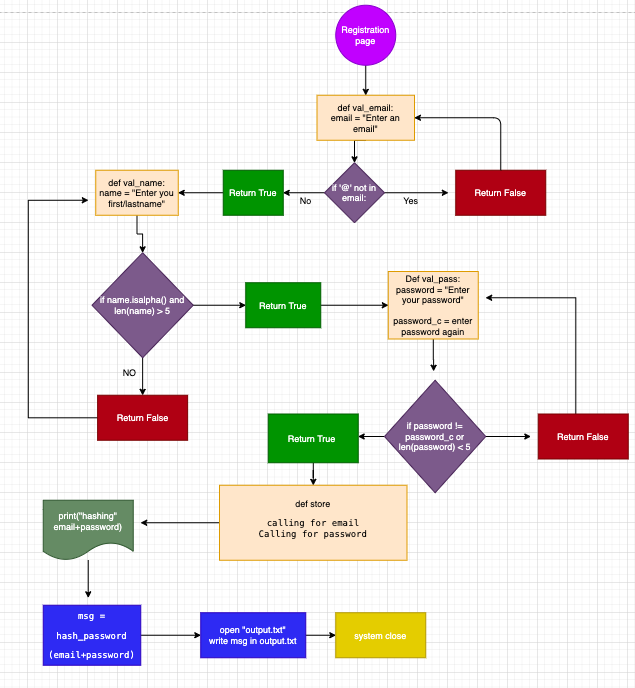 Registration
page
def val_email:
email = "Enter an
email"
def val_name:
name = "Enter you
first/lastname"
Return True
No
if '@' not in
email:
Yes
Return False
if name.isalpha() and
len(name) > 5
Return True
Def val_pass:
password = "Enter
your password"
password_c = enter
password again
NO
Return False
Return True
if password !=
password_c or
len(password) < 5
Return False
def store
calling for email
Calling for password
print("hashing"
email+password)
msg =
hash_password
(email+password)
open "output.txt"
write msg in output.txt
system close